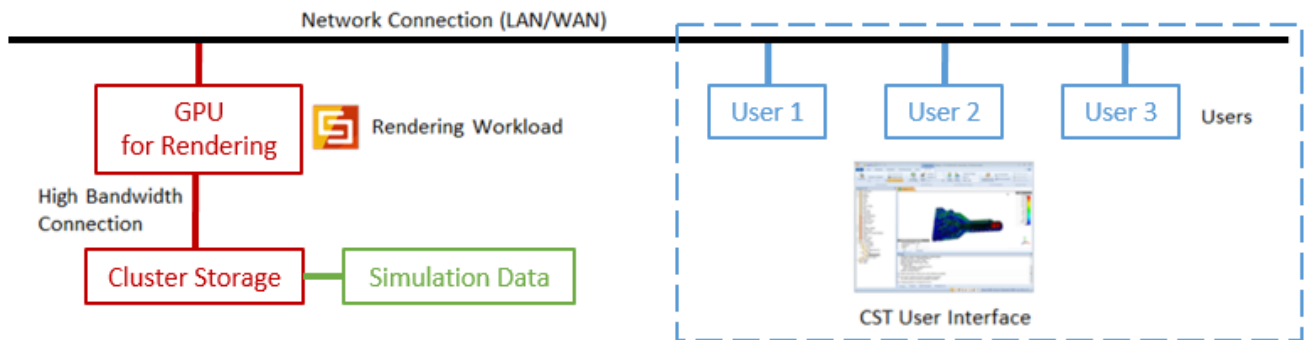 Network Connection (LAN/WAN)
GPU
for Rendering
Rendering Workload
User 1
User 2
User 3
Users
High Bandwidth
Connection
Cluster Storage
Simulation Data
CST User Interface